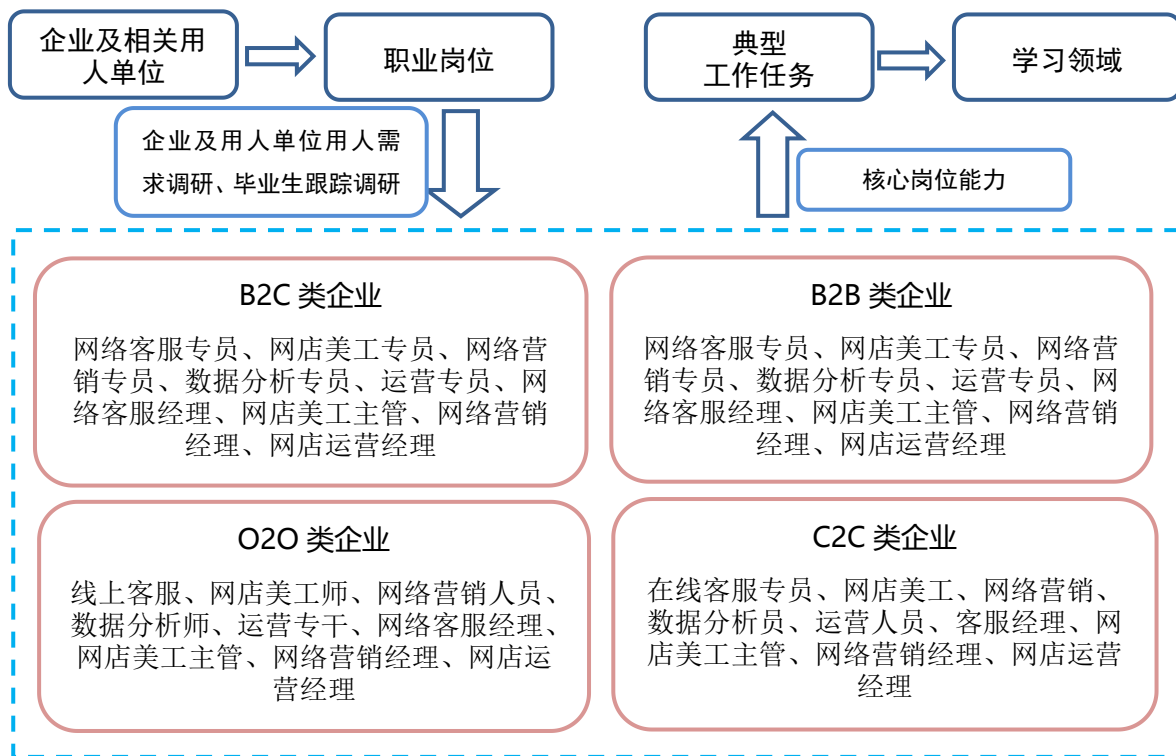 企业及相关用
人单位
职业岗位
典型
工作任务
学习领域
企业及用人单位用人需
求调研、毕业生跟踪调研
核心岗位能力
B2C 类企业
网络客服专员、网店美工专员、网络营
销专员、数据分析专员、运营专员、网
络客服经理、网店美工主管、网络营销
经理、网店运营经理
B2B 类企业
网络客服专员、网店美工专员、网络营
销专员、数据分析专员、运营专员、网
络客服经理、网店美工主管、网络营销
经理、网店运营经理
O2O 类企业
线上客服、网店美工师、网络营销人员、
数据分析师、运营专干、网络客服经理、
网店美工主管、网络营销经理、网店运
营经理
C2C 类企业
在线客服专员、网店美工、网络营销、
数据分析员、运营人员、客服经理、网
店美工主管、网络营销经理、网店运营
经理